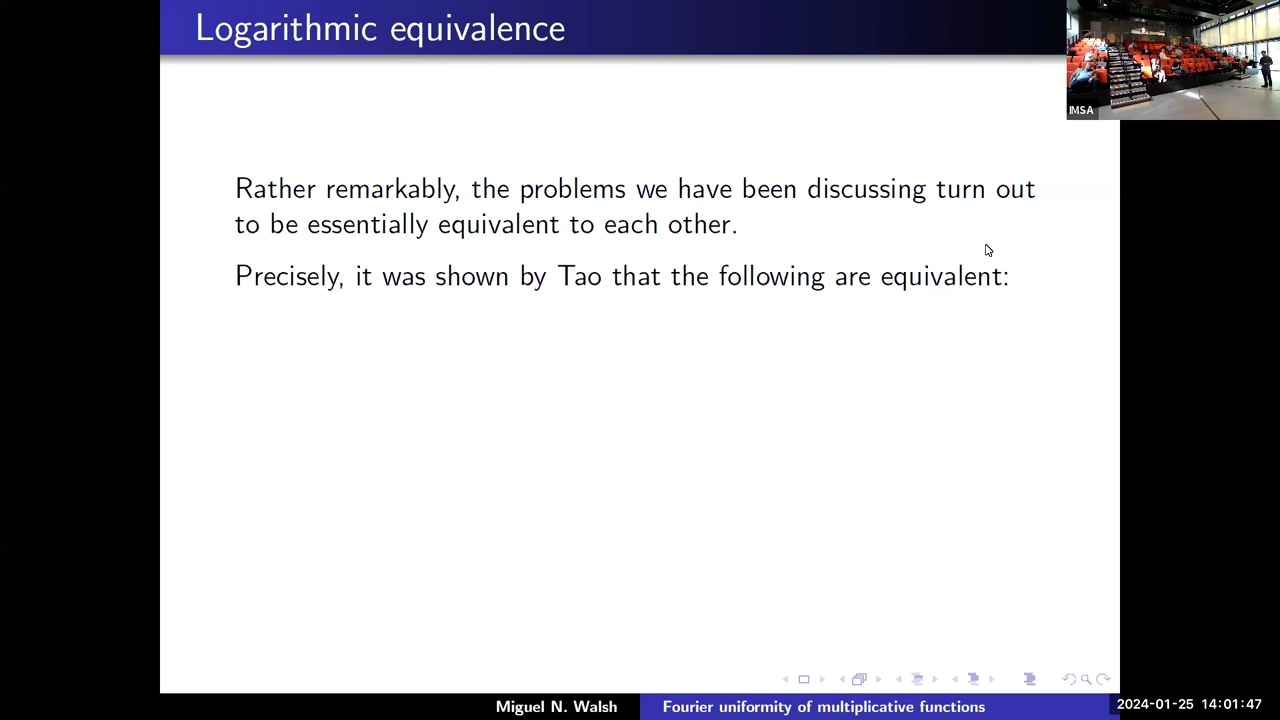 Logarithmic equivalence
IMSA
Rather remarkably, the problems we have been discussing turn out
to be essentially equivalent to each other.
Precisely, it was shown by Tao that the following are equivalent:
Miguel N. Walsh
Fourier uniformity of multiplicative functions
2024-01-25 14:01:47